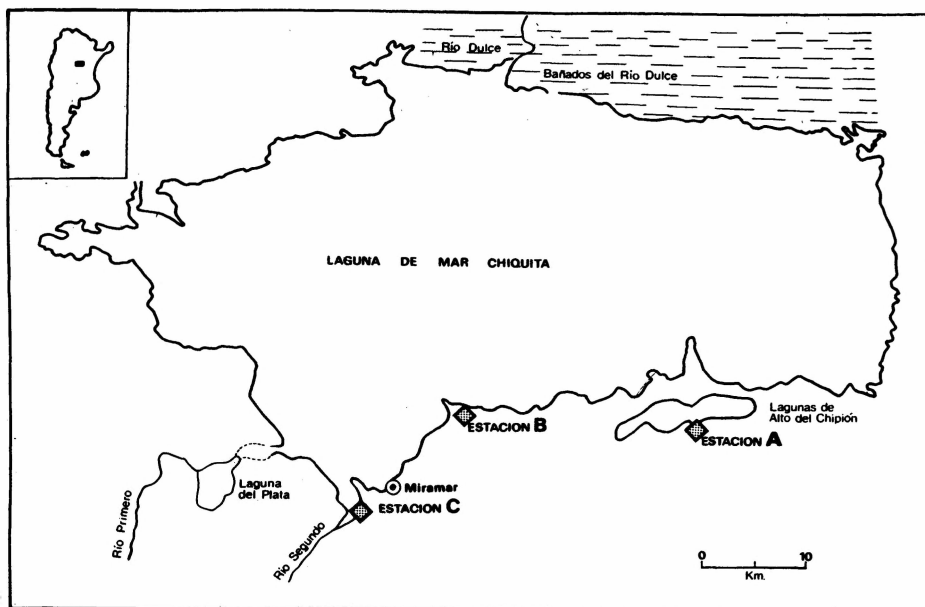 Río Dulce
Bañados del Río Dulce
LAGUNA DE MAR CHIQUITA
Lagunas de
Alto del Chipión
ESTACION A
ESTACION B
Laguna
del Plata
Miramar
ESTACION C
Río Primero
Río Segundo
0 10
Km.